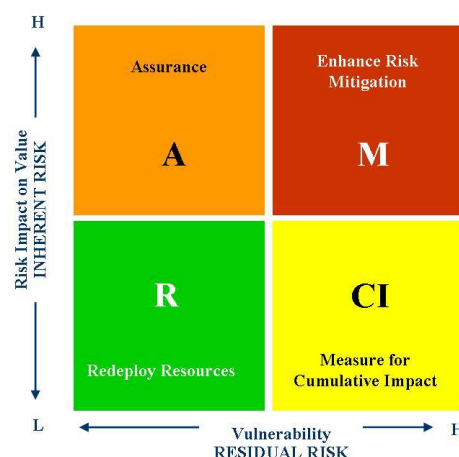 H
Assurance
Enhance Risk
Mitigation
A
M
Risk Impact on Value
INHERENT RISK
R
CI
Redeploy Resources
Measure for
Cumulative Impact
L
Vulnerability
H
RESIDUAL RISK